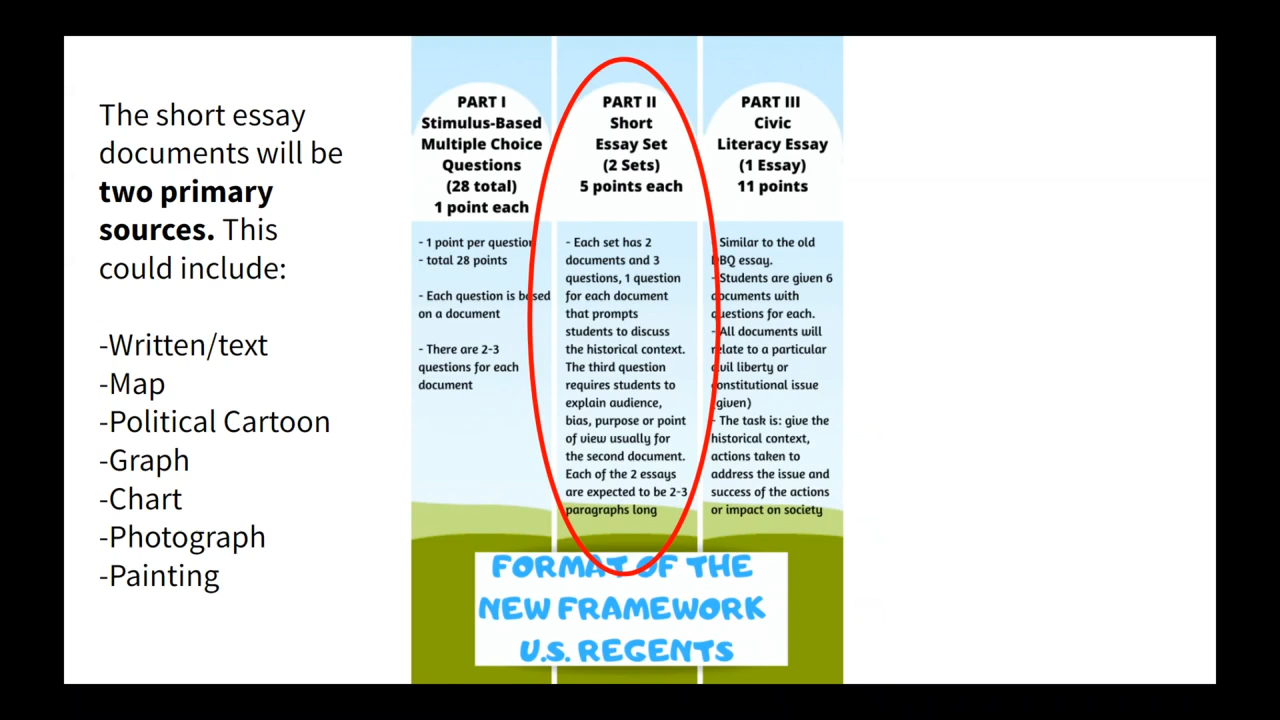 The short essay
documents will be
two primary
sources. This
could include:
-Written/text
-Map
-Political Cartoon
-Graph
-Chart
-Photograph
-Painting
PART I
Stimulus-Based
Multiple Choice
Questions
(28 total)
1 point each
- 1 point per question
- total 28 points
- Each question is based
on a document
- There are 2-3
questions for each
document
PART II
Short
Essay Set
(2 Sets)
5 points each
- Each set has 2
documents and 3
questions, 1 question
for each document
that prompts
students to discuss
the historical context.
The third question
requires students to
explain audience,
bias, purpose or point
of view usually for
the second document.
Each of the 2 essays
are expected to be 2-3
paragraphs long
PART III
Civic
Literacy Essay
(1 Essay)
11 points
- Similar to the old
DBQ essay.
- Students are given 6
documents with
questions for each.
- All documents will
relate to a particular
civil liberty or
constitutional issue
(given)
- The task is: give the
historical context,
actions taken to
address the issue and
success of the actions
or impact on society
FORMAT OF THE
NEW FRAMEWORK
U.S. REGENTS